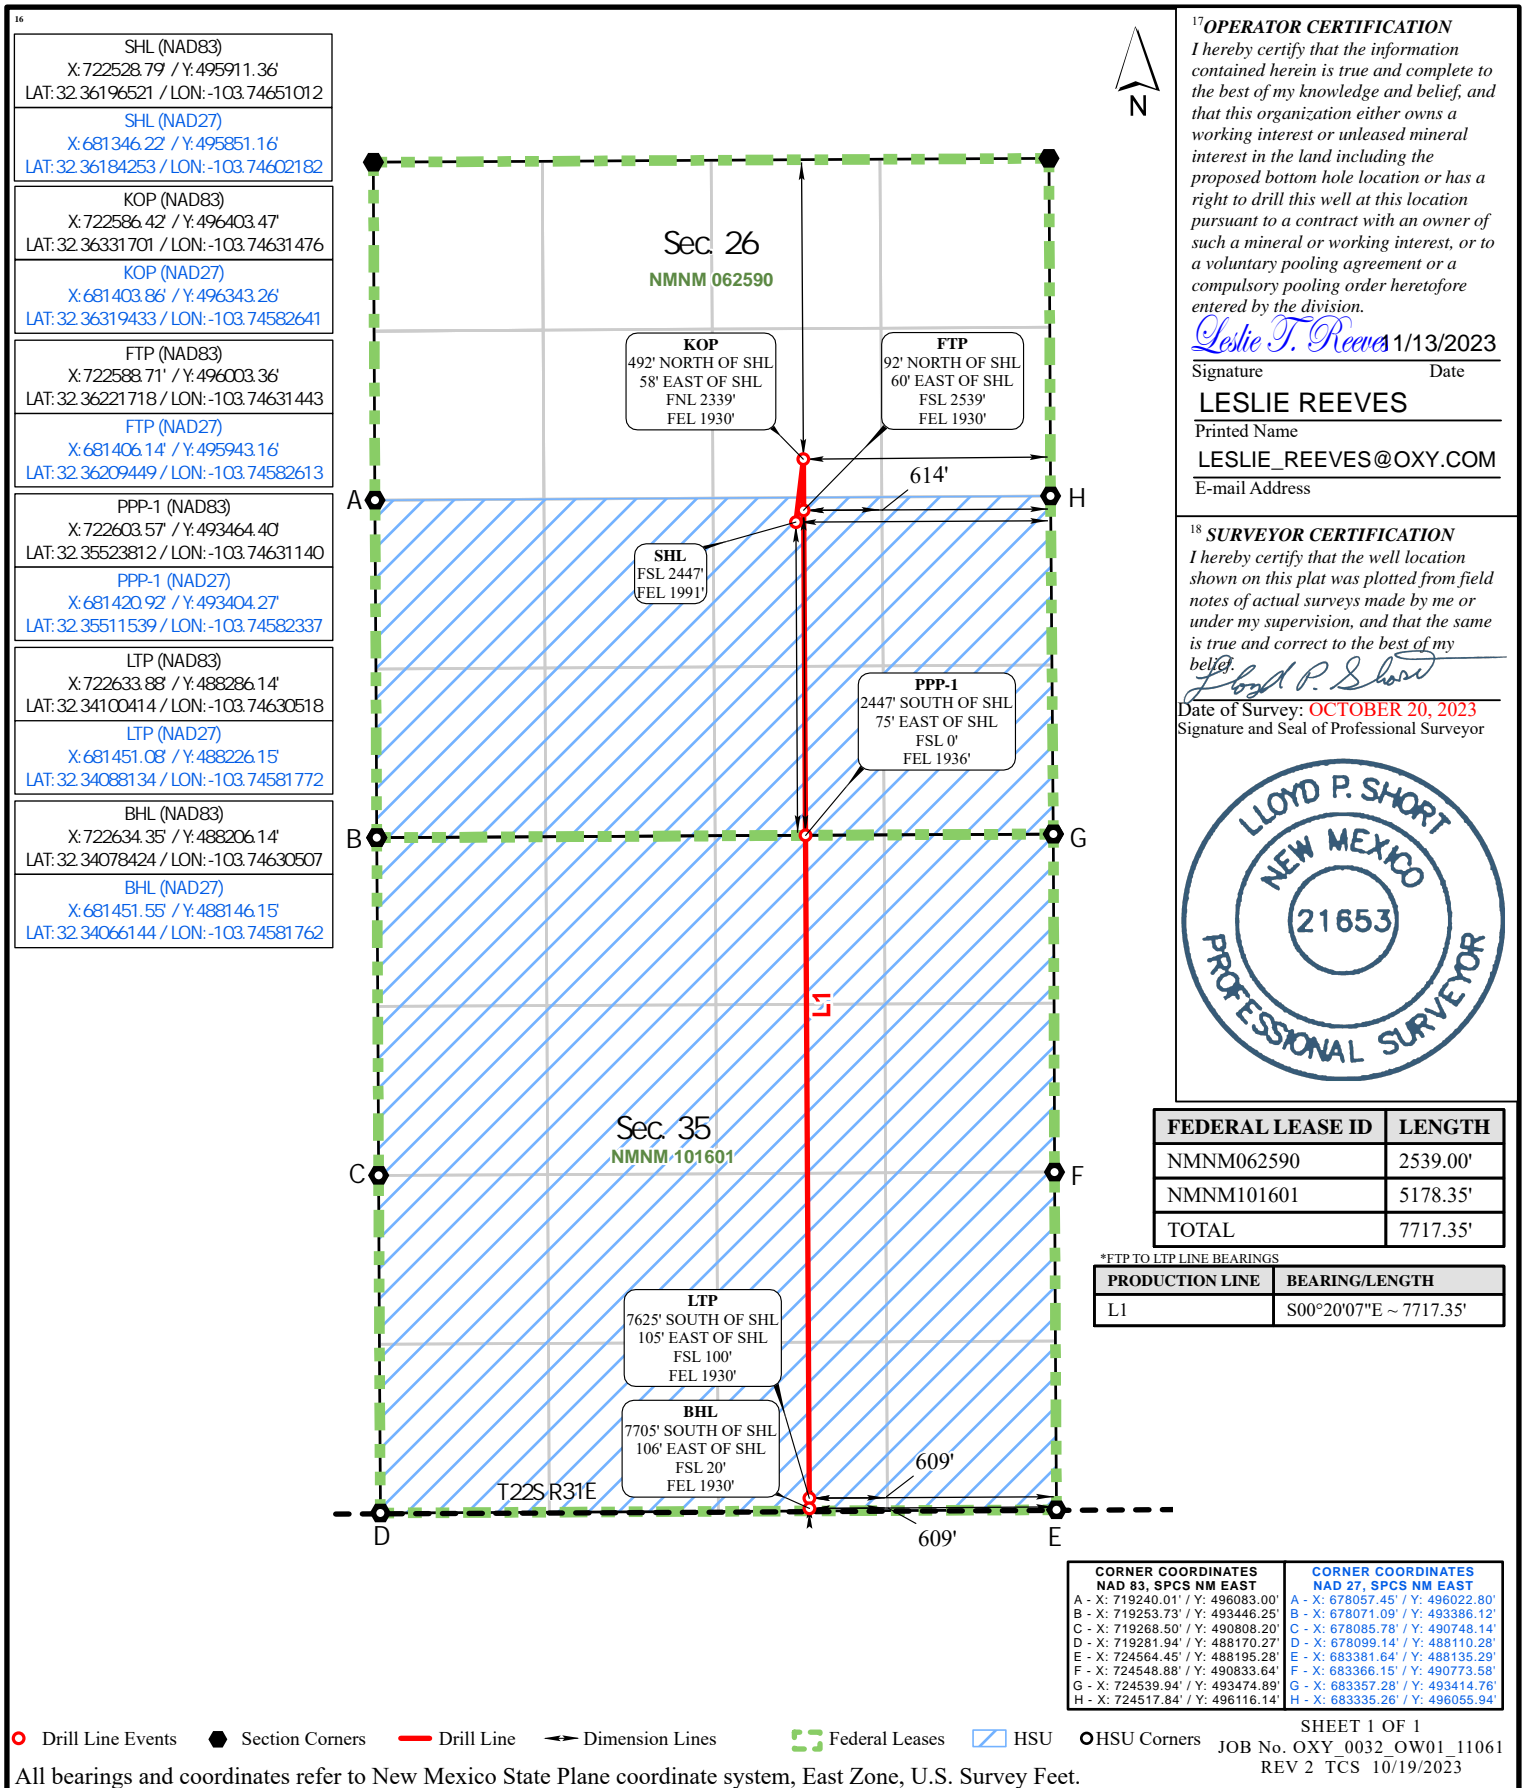 16
SHL (NAD83)
X:722528.79' / Y:495911.36'
LAT:32.36196521 / LON:-103.74651012
SHL (NAD27)
X:681346.22' / Y:495851.16'
LAT:32.36184253 / LON:-103.74602182
KOP (NAD83)
X:722586.42' / Y:496403.47'
LAT:32.36331701 / LON:-103.74631476
KOP (NAD27)
X:681403.86' / Y:496343.26'
LAT:32.36319433 / LON:-103.74582641
FTP (NAD83)
X:722588.71' / Y:496003.36'
LAT:32.36221718 / LON:-103.74631443
FTP (NAD27)
X:681406.14' / Y:495943.16'
LAT:32.36209449 / LON:-103.74582613
PPP-1 (NAD83)
X:722603.57' / Y:493464.40'
LAT:32.35523812 / LON:-103.74631140
PPP-1 (NAD27)
X:681420.92' / Y:493404.27'
LAT:32.35511539 / LON:-103.74582337
LTP (NAD83)
X:722633.88' / Y:488286.14'
LAT:32.34100414 / LON:-103.74630518
LTP (NAD27)
X:681451.08' / Y:488226.15'
LAT:32.34088134 / LON:-103.74581772
BHL (NAD83)
X:722634.35' / Y:488206.14'
LAT:32.34078424 / LON:-103.74630507
BHL (NAD27)
X:681451.55' / Y:488146.15'
LAT:32.34066144 / LON:-103.74581762
N
Sec. 26
NMNM 062590
KOP
492' NORTH OF SHL
58' EAST OF SHL
FNL 2339'
FEL 1930'
FTP
92' NORTH OF SHL
60' EAST OF SHL
FSL 2539'
FEL 1930'
614'
A
H
SHL
FSL 2447'
FEL 1991'
PPP-1
2447' SOUTH OF SHL
75' EAST OF SHL
FSL 0'
FEL 1936'
B
G
L1
Sec. 35
NMNM 101601
C
F
LTP
7625' SOUTH OF SHL
105' EAST OF SHL
FSL 100'
FEL 1930'
BHL
7705' SOUTH OF SHL
106' EAST OF SHL
FSL 20'
FEL 1930'
609'
T22S R31E
D
609'
E
17 OPERATOR CERTIFICATION
I hereby certify that the information
contained herein is true and complete to
the best of my knowledge and belief, and
that this organization either owns a
working interest or unleased mineral
interest in the land including the
proposed bottom hole location or has a
right to drill this well at this location
pursuant to a contract with an owner of
such a mineral or working interest, or to
a voluntary pooling agreement or a
compulsory pooling order heretofore
entered by the division.
Leslie T. Reeves 11/13/2023
Signature Date
LESLIE REEVES
Printed Name
LESLIE_REEVES@OXY.COM
E-mail Address
18 SURVEYOR CERTIFICATION
I hereby certify that the well location
shown on this plat was plotted from field
notes of actual surveys made by me or
under my supervision, and that the same
is true and correct to the best of my
belief.
Lloyd P. Short
Date of Survey: OCTOBER 20, 2023
Signature and Seal of Professional Surveyor
LLOYD P. SHORT
NEW MEXICO
21653
PROFESSIONAL SURVEYOR
FEDERAL LEASE ID LENGTH
NMNM062590 2539.00'
NMNM101601 5178.35'
TOTAL 7717.35'
*FTP TO LTP LINE BEARINGS
PRODUCTION LINE BEARING/LENGTH
L1 S00°20'07"E ~ 7717.35'
CORNER COORDINATES
NAD 83, SPCS NM EAST
A - X: 719240.01' / Y: 496083.00'
B - X: 719253.73' / Y: 493446.25'
C - X: 719268.50' / Y: 490808.20'
D - X: 719281.94' / Y: 488170.27'
E - X: 724564.45' / Y: 488195.28'
F - X: 724548.88' / Y: 490833.64'
G - X: 724539.94' / Y: 493474.89'
H - X: 724517.84' / Y: 496116.14'
CORNER COORDINATES
NAD 27, SPCS NM EAST
A - X: 678057.45' / Y: 496022.80'
B - X: 678071.09' / Y: 493386.12'
C - X: 678085.78' / Y: 490748.14'
D - X: 678099.14' / Y: 488110.28'
E - X: 683381.64' / Y: 488135.29'
F - X: 683366.15' / Y: 490773.58'
G - X: 683357.28' / Y: 493414.76'
H - X: 683335.26' / Y: 496055.94'
Drill Line Events Section Corners Drill Line Dimension Lines Federal Leases HSU HSU Corners
SHEET 1 OF 1
JOB No. OXY_0032_OW01_11061
REV 2 TCS 10/19/2023
All bearings and coordinates refer to New Mexico State Plane coordinate system, East Zone, U.S. Survey Feet.